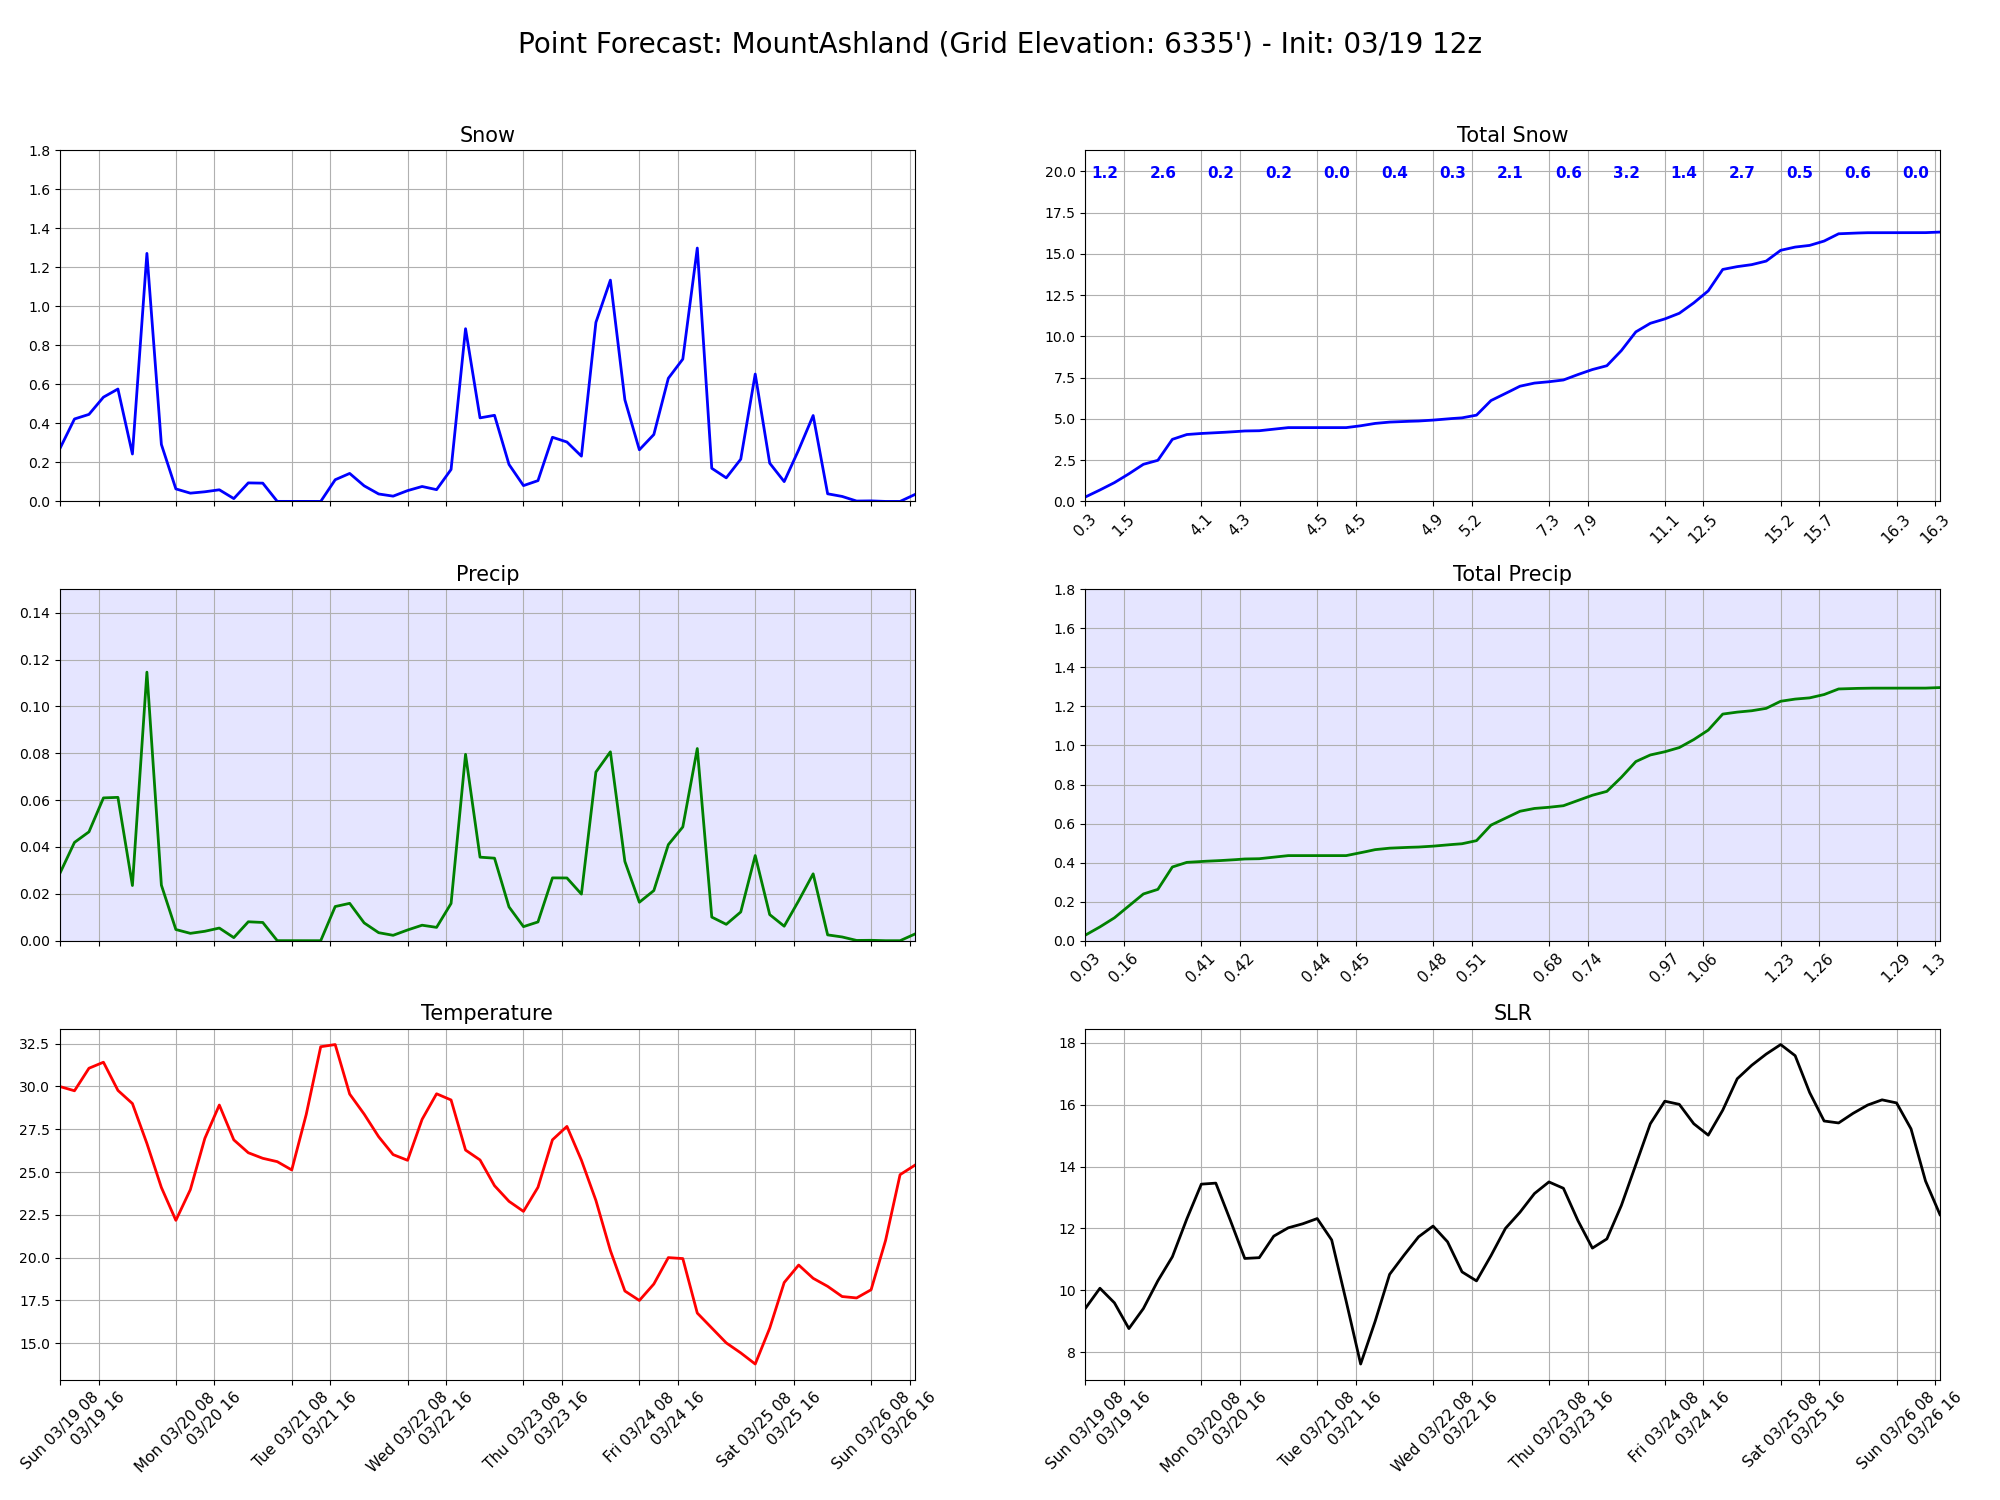 Point Forecast: MountAshland (Grid Elevation: 6335') - Init: 03/19 12z
Snow
1.8
1.6
1.4
1.2
1.0
0.8
0.6
0.4
0.2
0.0
Total Snow
20.0
17.5
15.0
12.5
10.0
7.5
5.0
2.5
0.0
1.2 2.6 0.2 0.2 0.0 0.4 0.3 2.1 0.6 3.2 1.4 2.7 0.5 0.6 0.0
0.3 1.5 4.1 4.3 4.5 4.5 4.9 5.2 7.3 7.9 11.1 12.5 15.2 15.7 16.3 16.3
Precip
0.14
0.12
0.10
0.08
0.06
0.04
0.02
0.00
Total Precip
1.8
1.6
1.4
1.2
1.0
0.8
0.6
0.4
0.2
0.0
0.03 0.16 0.41 0.42 0.44 0.45 0.48 0.51 0.68 0.74 0.97 1.06 1.23 1.26 1.29 1.3
Temperature
32.5
30.0
27.5
25.0
22.5
20.0
17.5
15.0
Sun 03/19 08
03/19 16
Mon 03/20 08
03/20 16
Tue 03/21 08
03/21 16
Wed 03/22 08
03/22 16
Thu 03/23 08
03/23 16
Fri 03/24 08
03/24 16
Sat 03/25 08
03/25 16
Sun 03/26 08
03/26 16
SLR
18
16
14
12
10
8
Sun 03/19 08
03/19 16
Mon 03/20 08
03/20 16
Tue 03/21 08
03/21 16
Wed 03/22 08
03/22 16
Thu 03/23 08
03/23 16
Fri 03/24 08
03/24 16
Sat 03/25 08
03/25 16
Sun 03/26 08
03/26 16